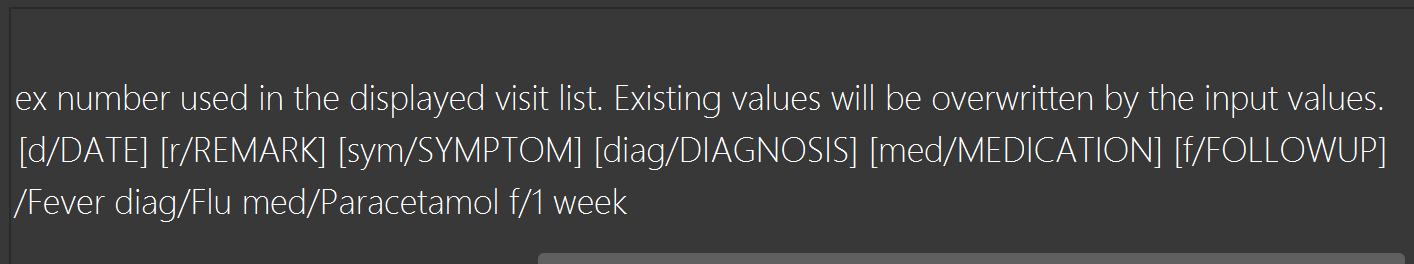 ex number used in the displayed visit list. Existing values will be overwritten by the input values.
[d/DATE] [r/REMARK] [sym/SYMPTOM] [diag/DIAGNOSIS] [med/MEDICATION] [f/FOLLOWUP]
/Fever diag/Flu med/Paracetamol f/1 week